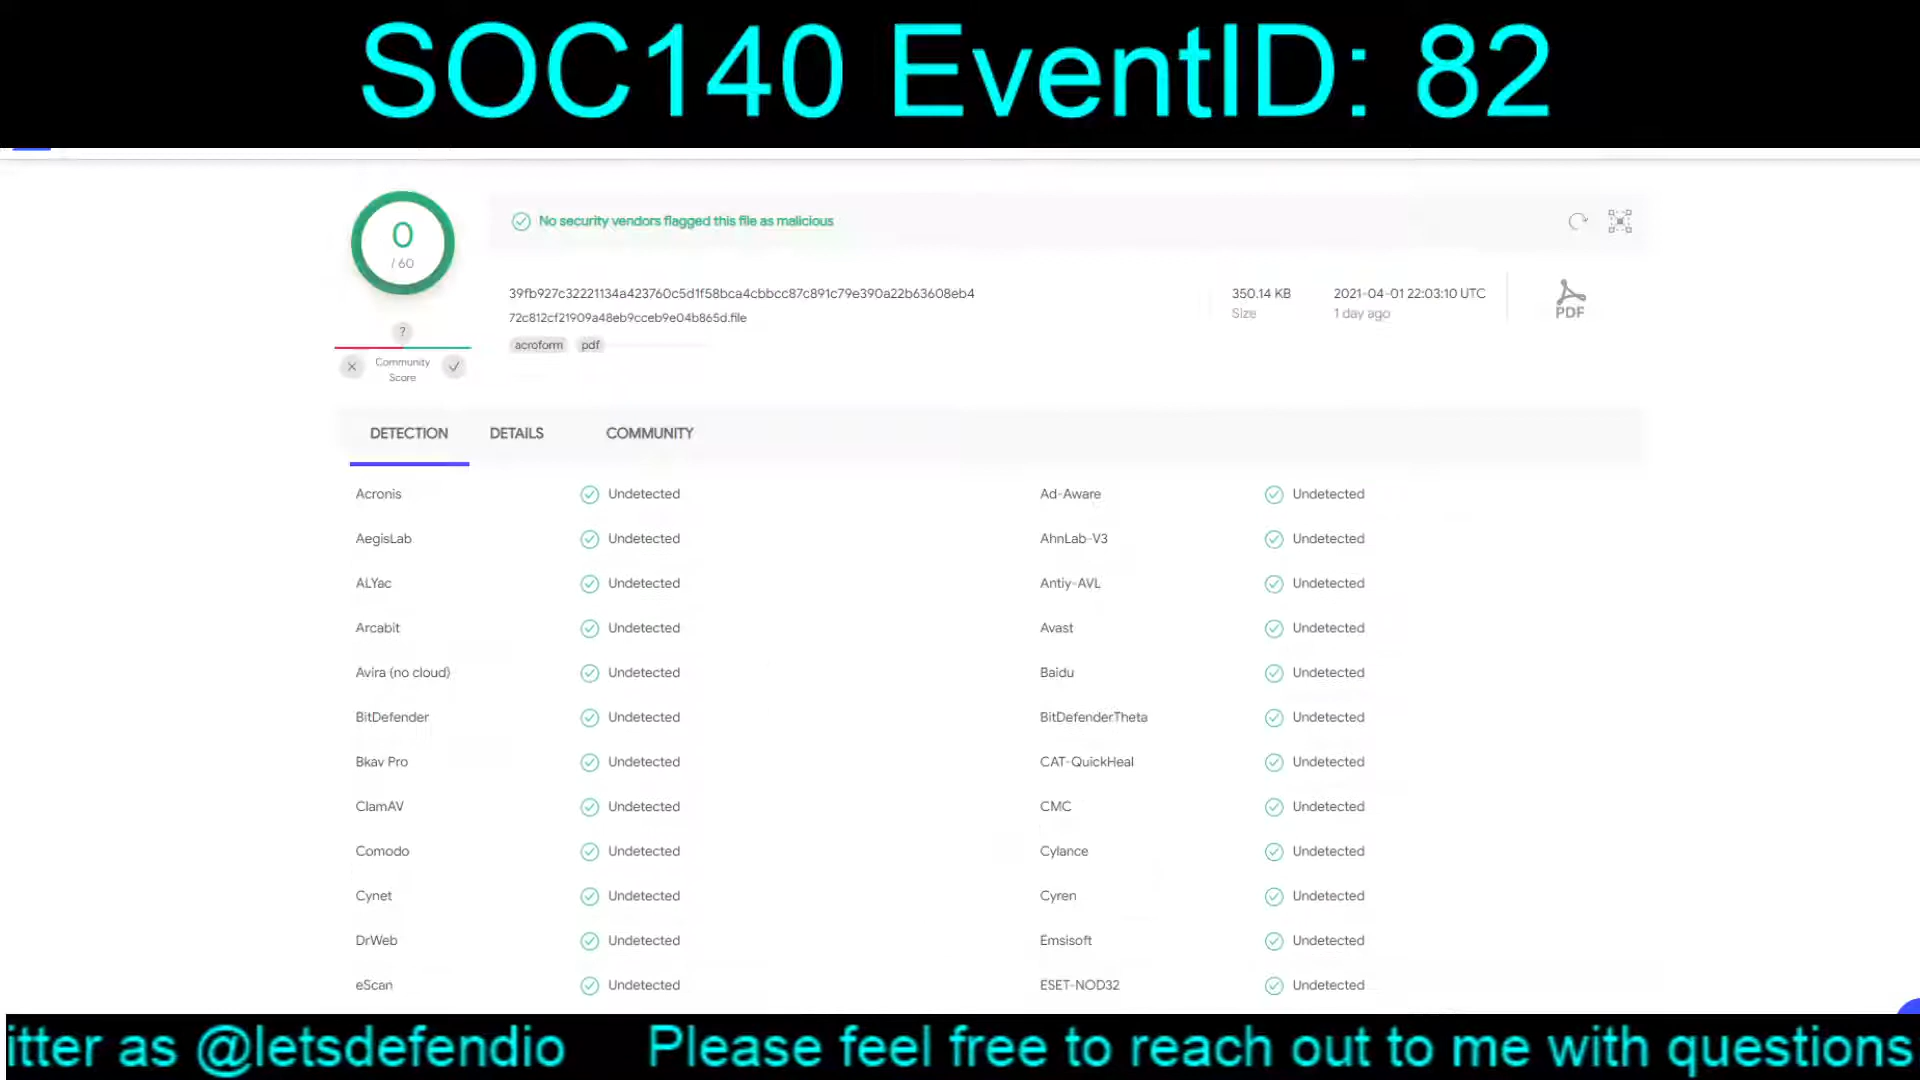 SOC140 EventID: 82
0
/ 60
No security vendors flagged this file as malicious
39fb927c32221134a423760c5d1f58bca4cbbcc87c891c79e390a22b63608eb4
72c812cf21909a48eb9cceb9e04b865d.file
acroform pdf
350.14 KB
Size
2021-04-01 22:03:10 UTC
1 day ago
PDF
?
Community
Score
DETECTION DETAILS COMMUNITY
Acronis Undetected Ad-Aware Undetected
AegisLab Undetected AhnLab-V3 Undetected
ALYac Undetected Antiy-AVL Undetected
Arcabit Undetected Avast Undetected
Avira (no cloud) Undetected Baidu Undetected
BitDefender Undetected BitDefenderTheta Undetected
Bkav Pro Undetected CAT-QuickHeal Undetected
ClamAV Undetected CMC Undetected
Comodo Undetected Cylance Undetected
Cynet Undetected Cyren Undetected
DrWeb Undetected Emsisoft Undetected
eScan Undetected ESET-NOD32 Undetected
itter as @letsdefendio Please feel free to reach out to me with questions